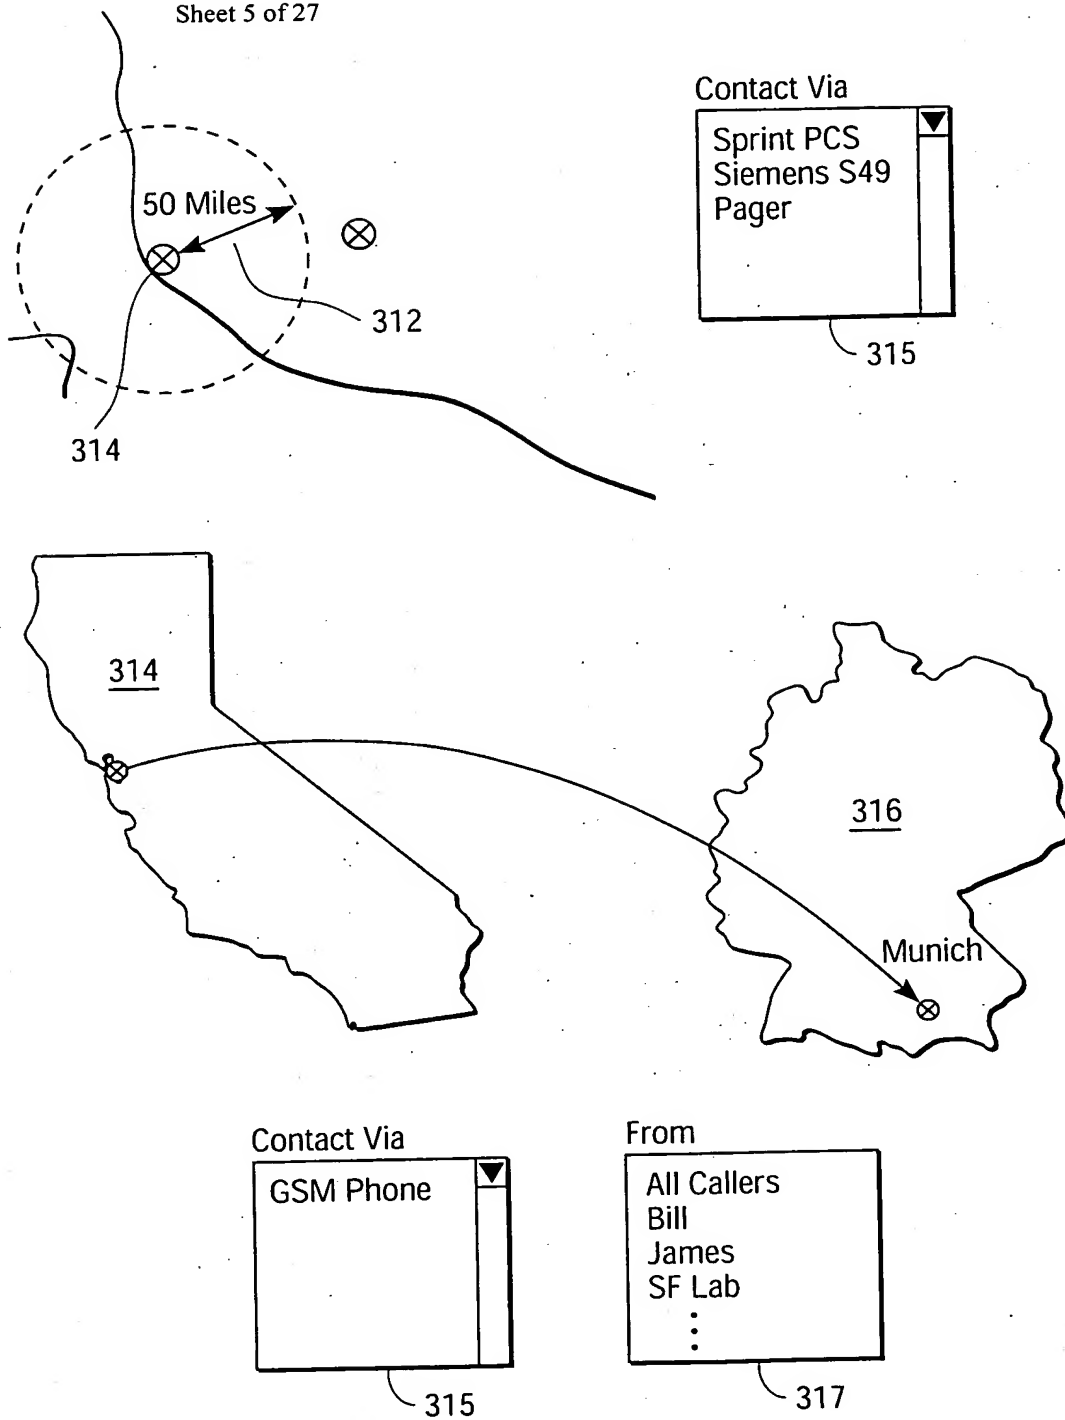 Sheet 5 of 27
Contact Via
Sprint PCS
Siemens S49
Pager
50 Miles
312
315
314
314
316
Munich
Contact Via
GSM Phone
315
From
All Callers
Bill
James
SF Lab
317